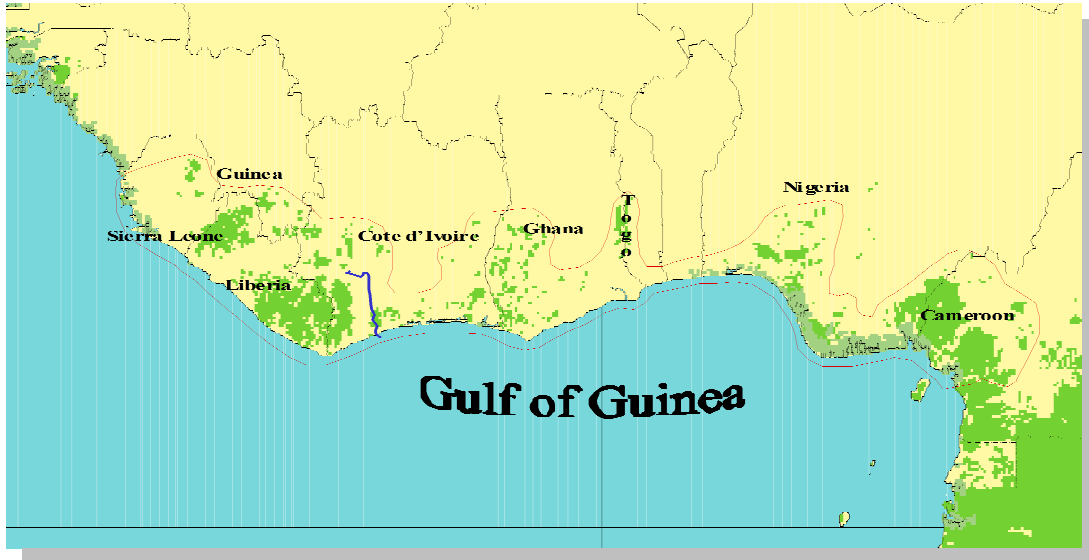 Guinea
Nigeria
Togo
Ghana
Sierra Leone
Cote d'Ivoire
Liberia
Cameroon
Gulf of Guinea